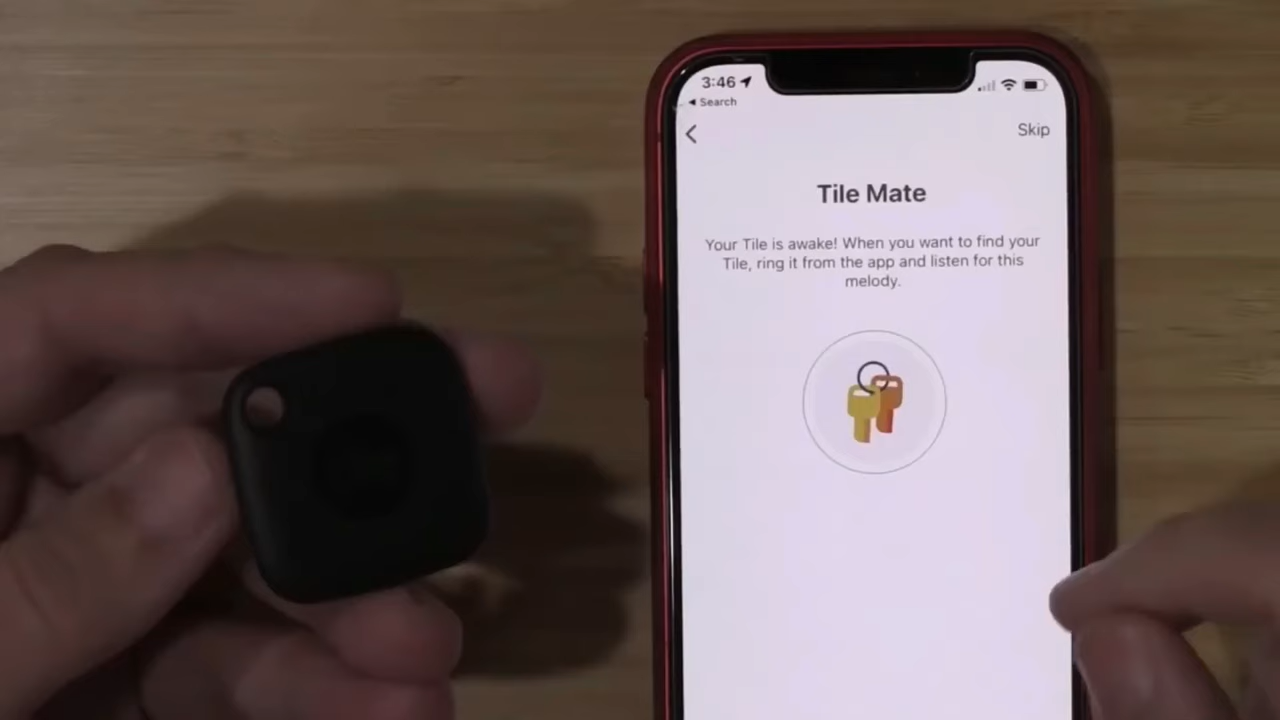 3:46
◀ Search
Skip
Tile Mate
Your Tile is awake! When you want to find your
Tile, ring it from the app and listen for this
melody.